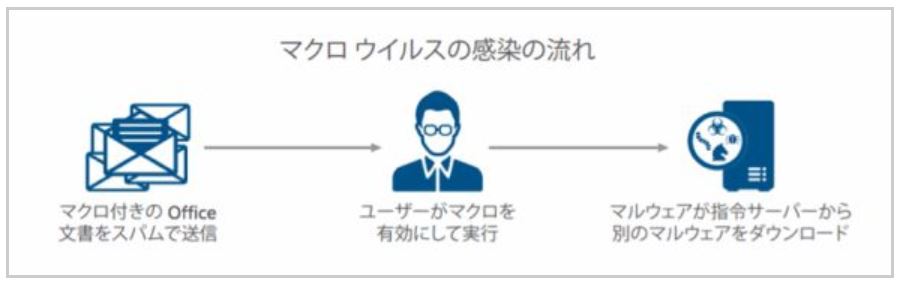 マクロ ウイルスの感染の流れ
マクロ付きの Office
文書をスパムで送信
ユーザーがマクロを
有効にして実行
マルウェアが指令サーバーから
別のマルウェアをダウンロード